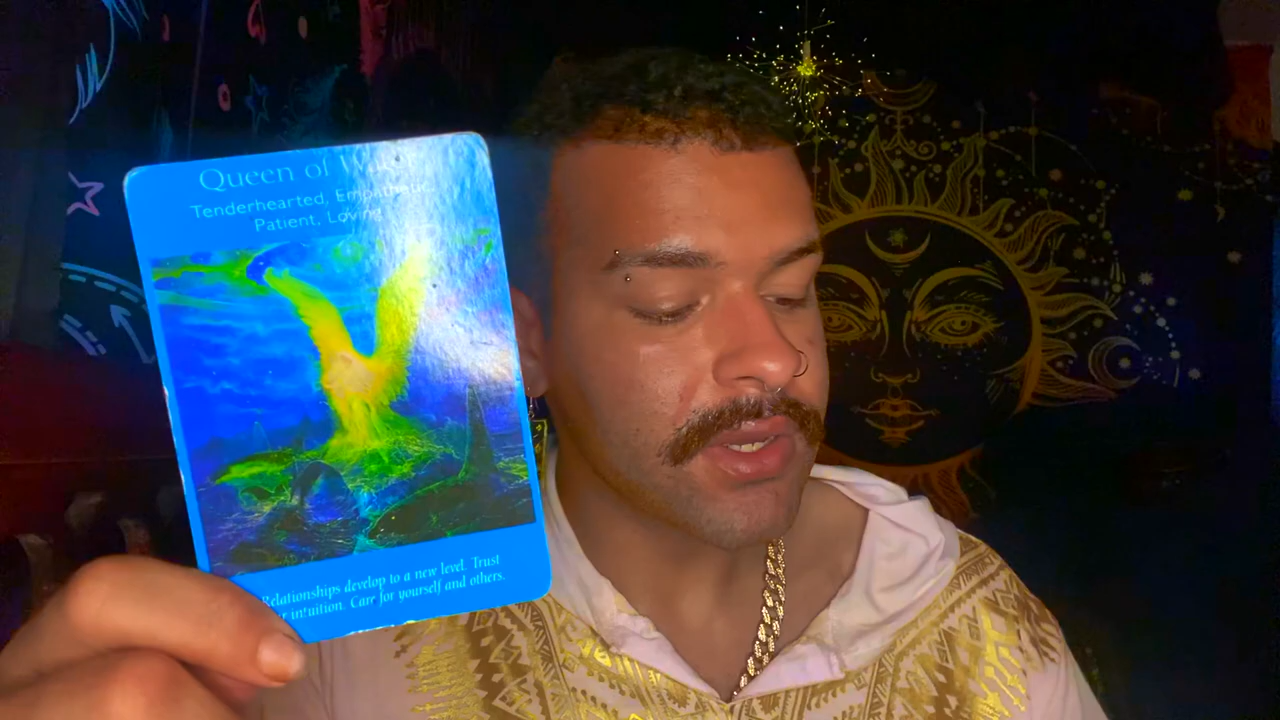 Queen of
Tenderhearted, Empathetic,
Patient, Loving
Relationships develop to a new level. Trust
intuition. Care for yourself and others.